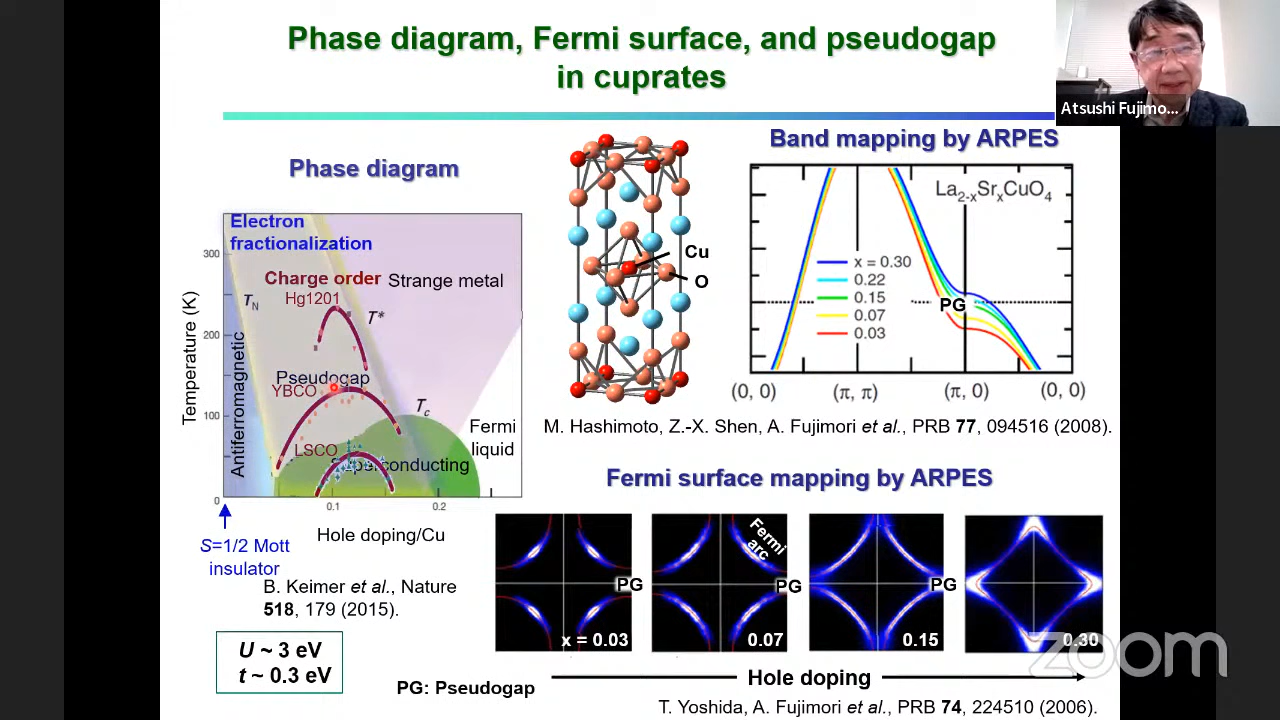 Phase diagram, Fermi surface, and pseudogap
in cuprates
Atsushi Fujimo...
Phase diagram
Electron
fractionalization
Charge order
Strange metal
Hg1201
T_N
T*
Pseudogap
YBCO
T_c
LSCO
Superconducting
Fermi
liquid
Antiferromagnetic
Temperature (K)
300
200
100
0
0.1
0.2
Hole doping/Cu
S=1/2 Mott
insulator
B. Keimer et al., Nature
518, 179 (2015).
U ~ 3 eV
t ~ 0.3 eV
PG: Pseudogap
Cu
O
Band mapping by ARPES
La_{2-x}Sr_xCuO_4
x = 0.30
0.22
0.15
0.07
0.03
PG
(0, 0)
(π, π)
(π, 0)
(0, 0)
M. Hashimoto, Z.-X. Shen, A. Fujimori et al., PRB 77, 094516 (2008).
Fermi surface mapping by ARPES
Fermi
arc
PG
PG
PG
x = 0.03
0.07
0.15
0.30
zoom
Hole doping
T. Yoshida, A. Fujimori et al., PRB 74, 224510 (2006).